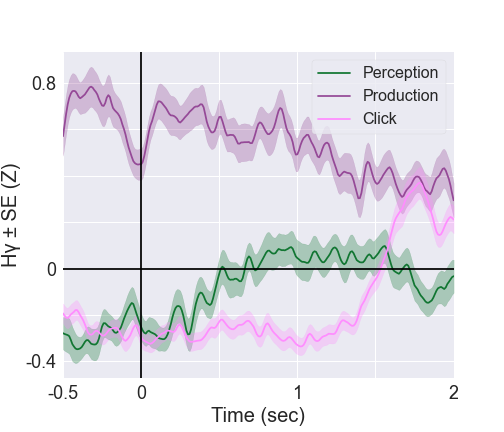 Perception
Production
Click
0.8
0
-0.4
Hγ ± SE (Z)
-0.5
0
1
2
Time (sec)